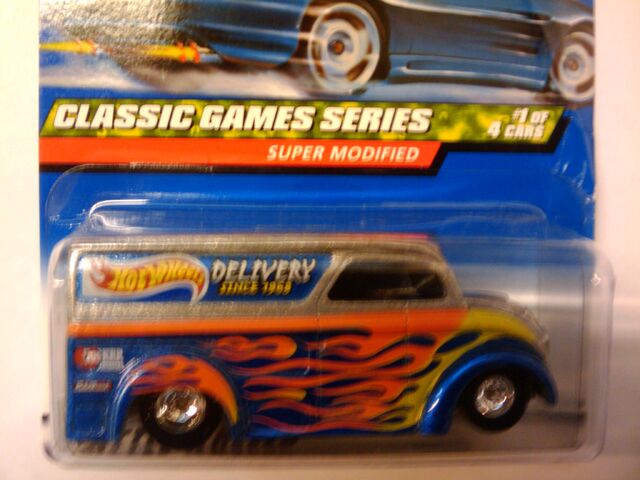 CLASSIC GAMES SERIES
#1 OF
4 CARS
SUPER MODIFIED
HOT WHEELS
DELIVERY
SINCE 1968